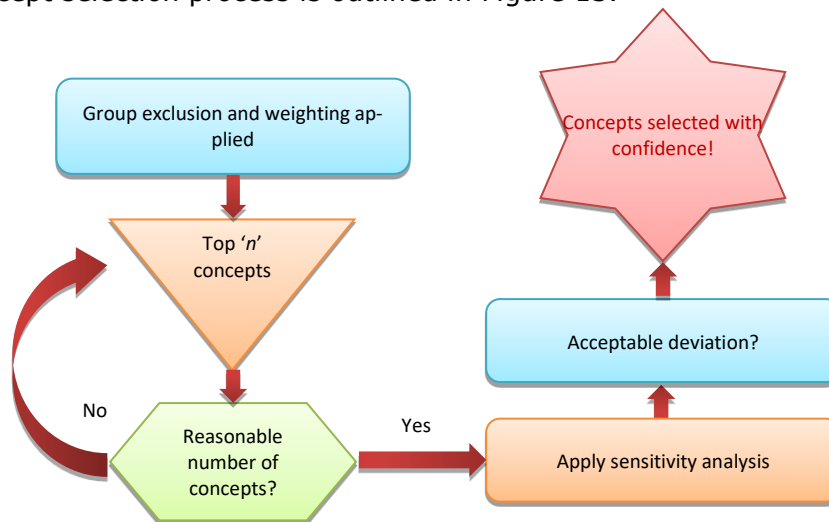 cept selection process is outlined in Figure 13.
Group exclusion and weighting ap-
plied
Concepts selected with
confidence!
Top ‘n’
concepts
Acceptable deviation?
No
Reasonable
number of
concepts?
Yes
Apply sensitivity analysis